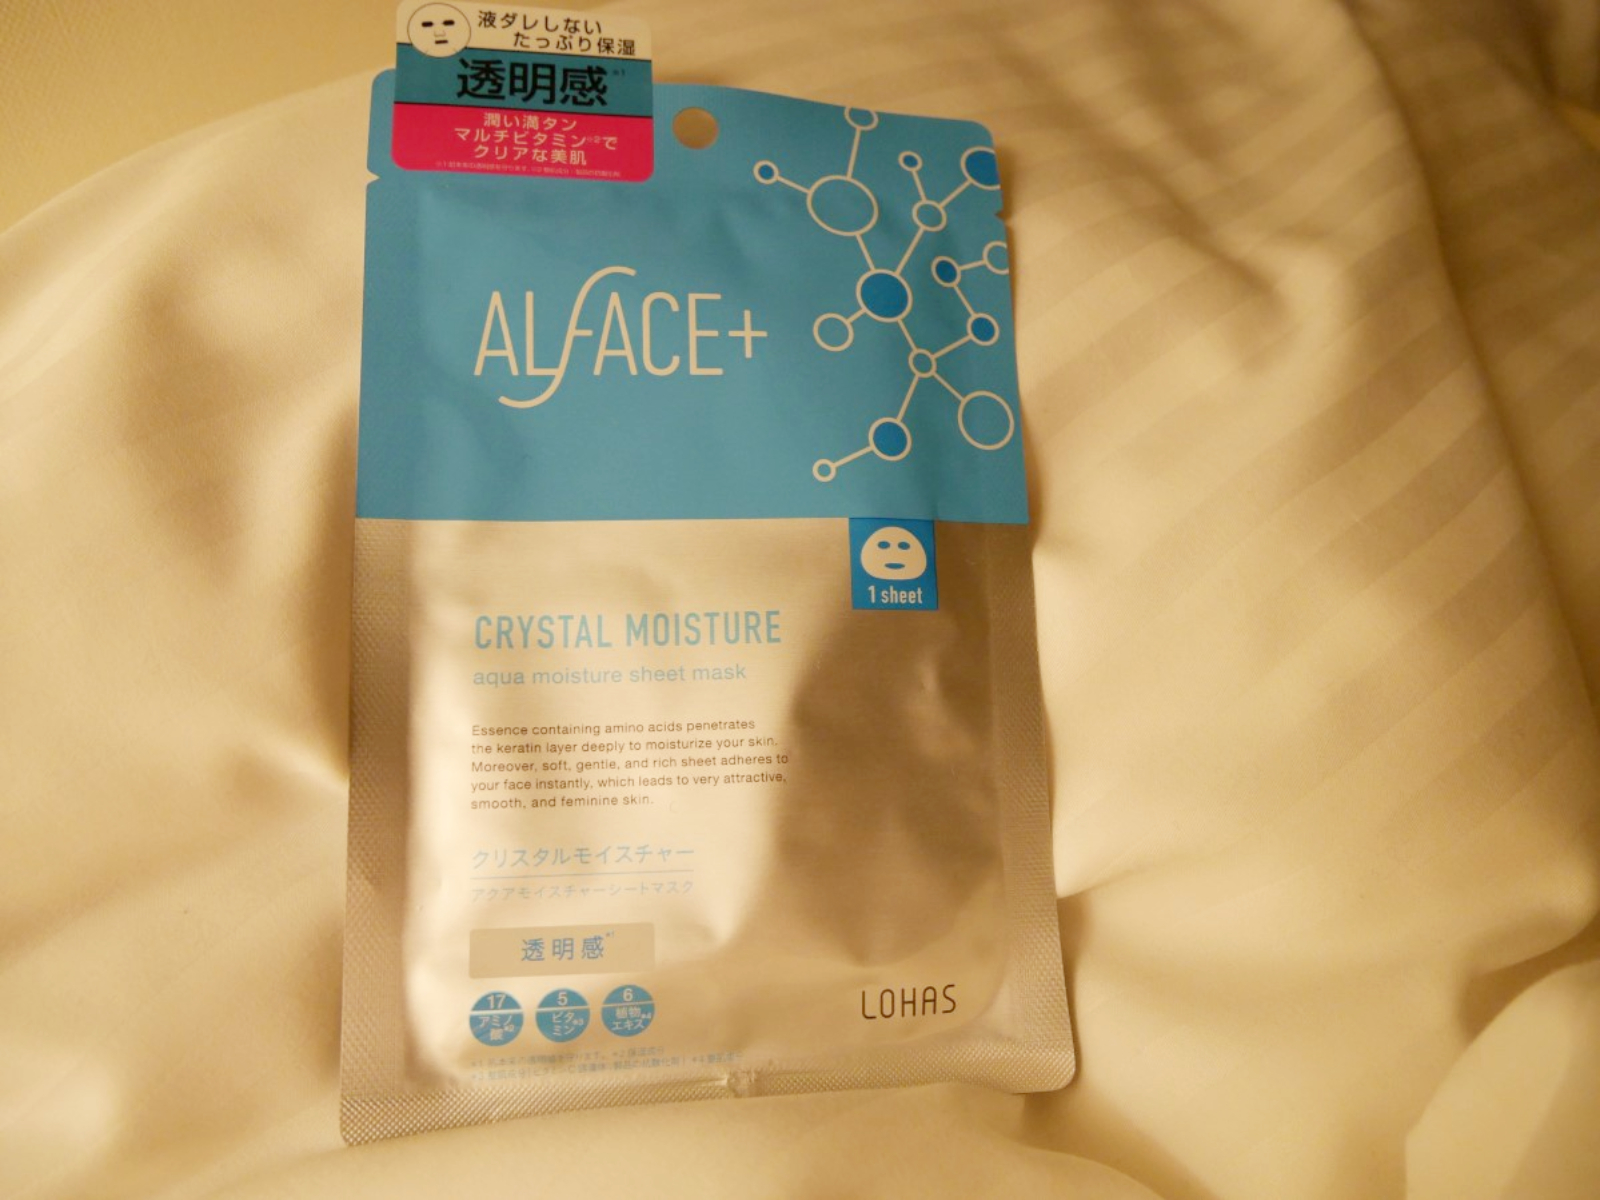 液ダレしない
たっぷり保湿
透明感※1
潤い満タン
マルチビタミン※2で
クリアな美肌
ALFACE+
1 sheet
CRYSTAL MOISTURE
aqua moisture sheet mask
Essence containing amino acids penetrates
the keratin layer deeply to moisturize your skin.
Moreover, soft, gentle, and rich sheet adheres to
your face instantly, which leads to very attractive,
smooth, and feminine skin.
クリスタルモイスチャー
アクアモイスチャーシートマスク
透明感*1
17
アミノ
酸*2
5
ビタ
ミン*3
6
植物
エキス*4
LOHAS